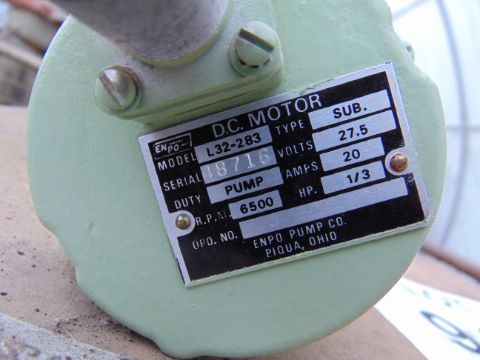 ENPO
D.C. MOTOR
MODEL L32-283 TYPE SUB.
SERIAL 48716 VOLTS 27.5
DUTY PUMP AMPS 20
R.P.M. 6500 HP. 1/3
OPO. NO.
ENPO PUMP CO.
PIQUA, OHIO